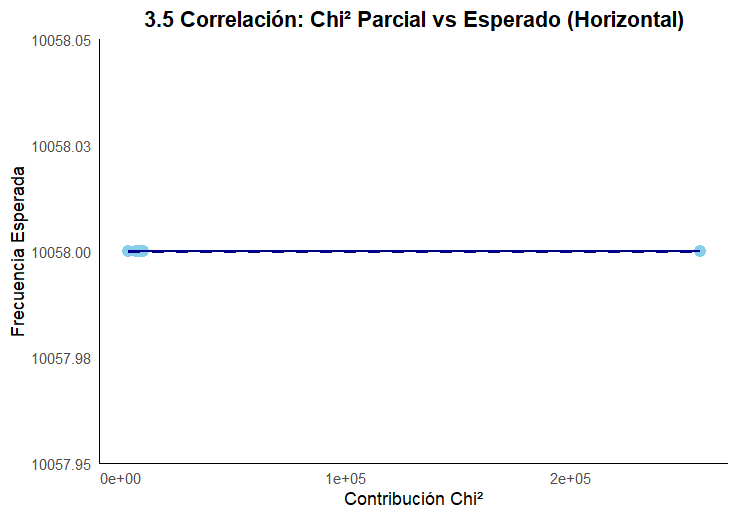 3.5 Correlación: Chi² Parcial vs Esperado (Horizontal)
10058.05
10058.03
10058.00
10057.98
10057.95
Frecuencia Esperada
0e+00 1e+05 2e+05
Contribución Chi²